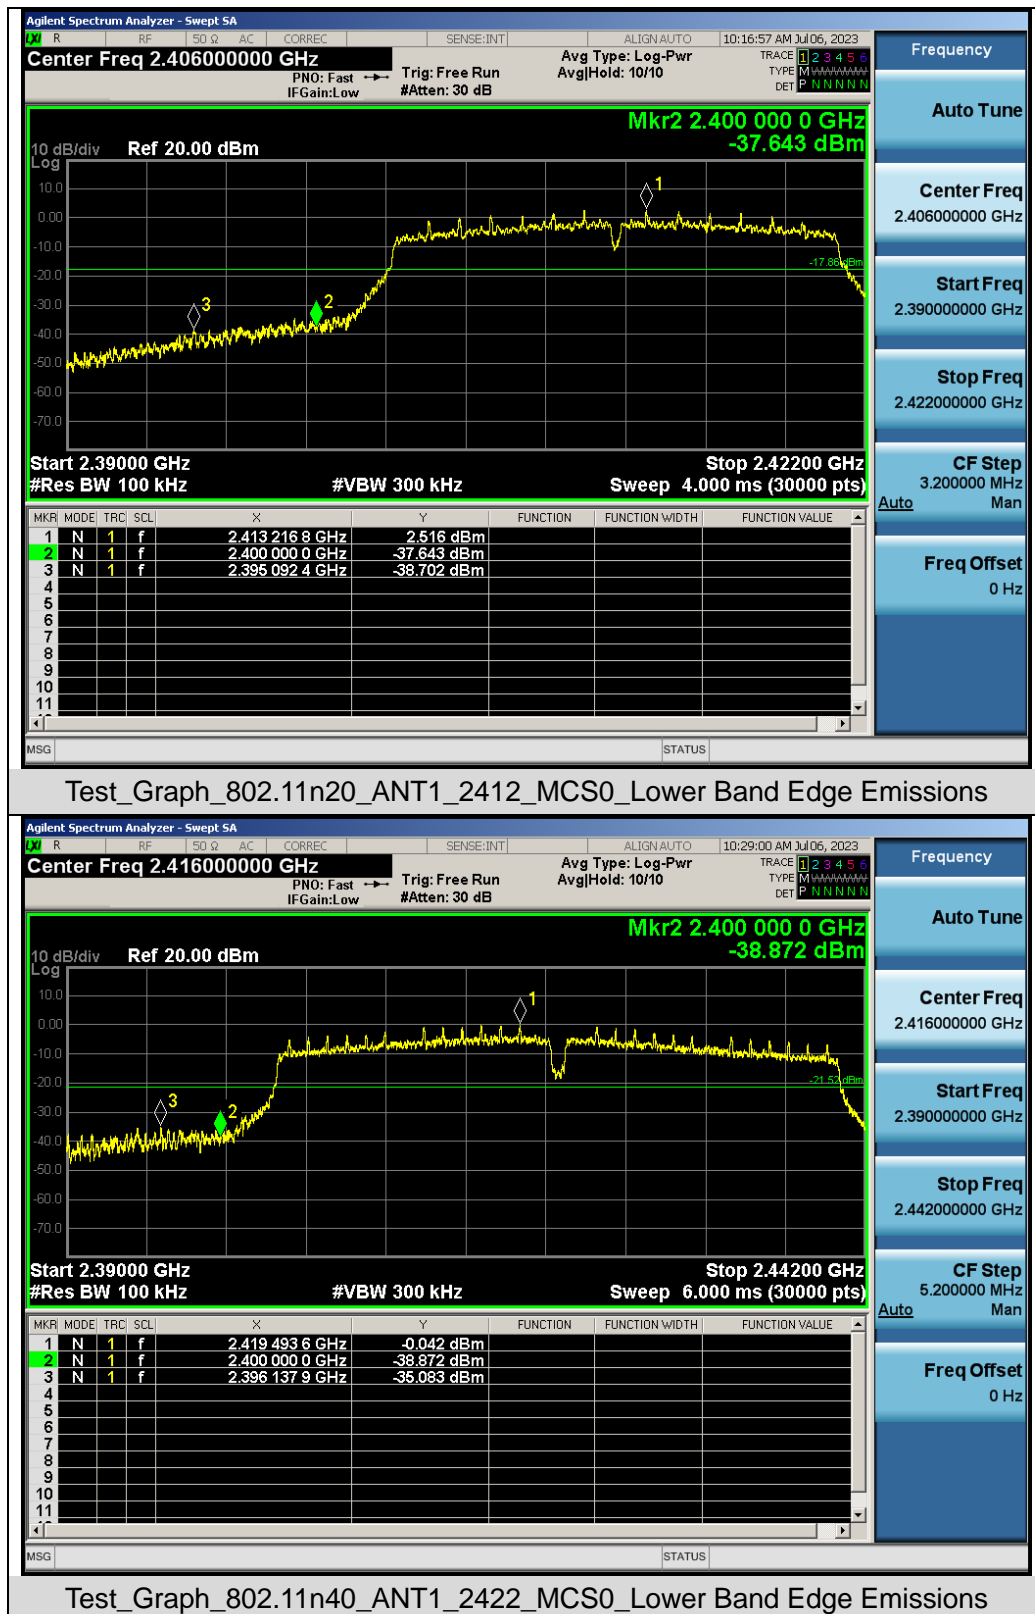 Agilent Spectrum Analyzer - Swept SA
LXI R RF 50 Ω AC CORREC SENSE:INT ALIGN AUTO 10:16:57 AM Jul 06, 2023
Center Freq 2.406000000 GHz
PNO: Fast
IFGain:Low
Trig: Free Run
#Atten: 30 dB
Avg Type: Log-Pwr
Avg|Hold: 10/10
TRACE 1 2 3 4 5 6
TYPE M
DET P N N N N N
Mkr2 2.400 000 0 GHz
-37.643 dBm
10 dB/div Ref 20.00 dBm
Log
10.0
0.00
-10.0
-20.0
-30.0
-40.0
-50.0
-60.0
-70.0
1
2
3
-17.86 dBm
Start 2.39000 GHz Stop 2.42200 GHz
#Res BW 100 kHz #VBW 300 kHz Sweep 4.000 ms (30000 pts)
MKR MODE TRC SCL X Y FUNCTION FUNCTION WIDTH FUNCTION VALUE
1 N 1 f 2.413 216 8 GHz 2.516 dBm
2 N 1 f 2.400 000 0 GHz -37.643 dBm
3 N 1 f 2.395 092 4 GHz -38.702 dBm
4
5
6
7
8
9
10
11
MSG STATUS
Frequency
Auto Tune
Center Freq
2.406000000 GHz
Start Freq
2.390000000 GHz
Stop Freq
2.422000000 GHz
CF Step
3.200000 MHz
Auto Man
Freq Offset
0 Hz
Test_Graph_802.11n20_ANT1_2412_MCS0_Lower Band Edge Emissions
Agilent Spectrum Analyzer - Swept SA
LXI R RF 50 Ω AC CORREC SENSE:INT ALIGN AUTO 10:29:00 AM Jul 06, 2023
Center Freq 2.416000000 GHz
PNO: Fast
IFGain:Low
Trig: Free Run
#Atten: 30 dB
Avg Type: Log-Pwr
Avg|Hold: 10/10
TRACE 1 2 3 4 5 6
TYPE M
DET P N N N N N
Mkr2 2.400 000 0 GHz
-38.872 dBm
10 dB/div Ref 20.00 dBm
Log
10.0
0.00
-10.0
-20.0
-30.0
-40.0
-50.0
-60.0
-70.0
1
2
3
-21.52 dBm
Start 2.39000 GHz Stop 2.44200 GHz
#Res BW 100 kHz #VBW 300 kHz Sweep 6.000 ms (30000 pts)
MKR MODE TRC SCL X Y FUNCTION FUNCTION WIDTH FUNCTION VALUE
1 N 1 f 2.419 493 6 GHz -0.042 dBm
2 N 1 f 2.400 000 0 GHz -38.872 dBm
3 N 1 f 2.396 137 9 GHz -35.083 dBm
4
5
6
7
8
9
10
11
MSG STATUS
Frequency
Auto Tune
Center Freq
2.416000000 GHz
Start Freq
2.390000000 GHz
Stop Freq
2.442000000 GHz
CF Step
5.200000 MHz
Auto Man
Freq Offset
0 Hz
Test_Graph_802.11n40_ANT1_2422_MCS0_Lower Band Edge Emissions